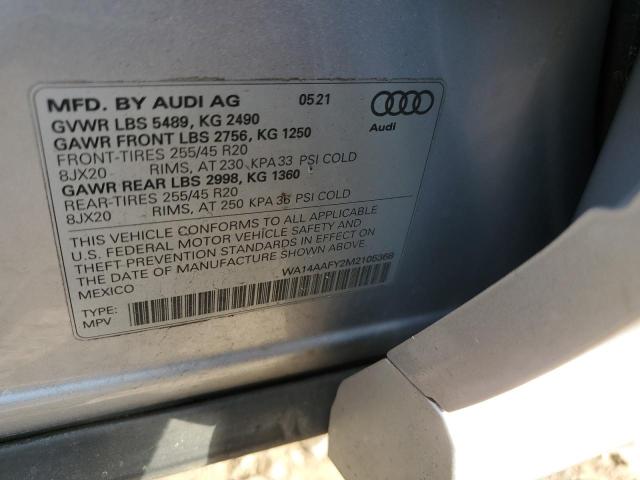 MFD. BY AUDI AG 05 21
GVWR LBS 5489, KG 2490
GAWR FRONT LBS 2756, KG 1250
FRONT-TIRES 255/45 R20
8JX20 RIMS, AT 230 KPA 33 PSI COLD
GAWR REAR LBS 2998, KG 1360
REAR-TIRES 255/45 R20
8JX20 RIMS, AT 250 KPA 36 PSI COLD
Audi
THIS VEHICLE CONFORMS TO ALL APPLICABLE
U.S. FEDERAL MOTOR VEHICLE SAFETY AND
THEFT PREVENTION STANDARDS IN EFFECT ON
THE DATE OF MANUFACTURE SHOWN ABOVE.
MEXICO
WA14AAFY2M2105368
TYPE:
MPV